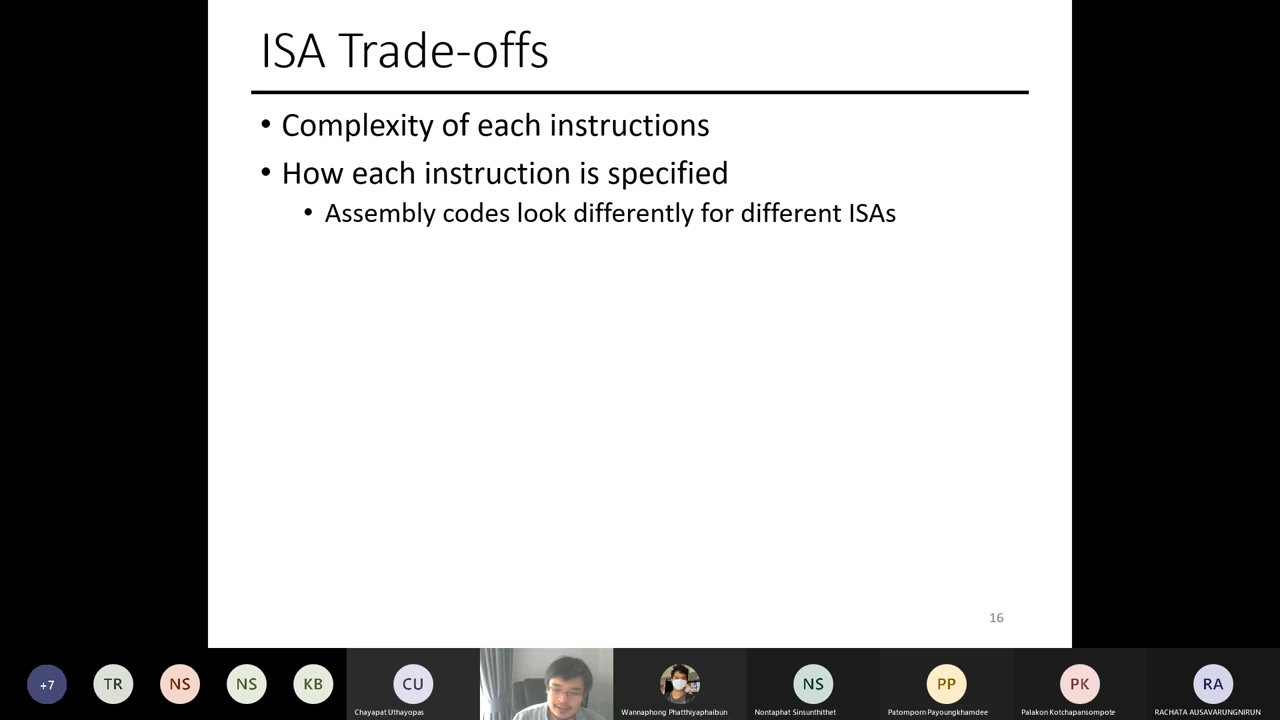 ISA Trade-offs
• Complexity of each instructions
• How each instruction is specified
• Assembly codes look differently for different ISAs
16
+7
TR
NS
NS
KB
CU
NS
PP
PK
RA
Chayapat Uthayopas
Wannaphong Phatthiyaphaibun
Nontaphat Sinsunthithet
Patomporn Payoungkhamdee
Palakon Kotchapansompote
RACHATA AUSAVARUNGNIRUN